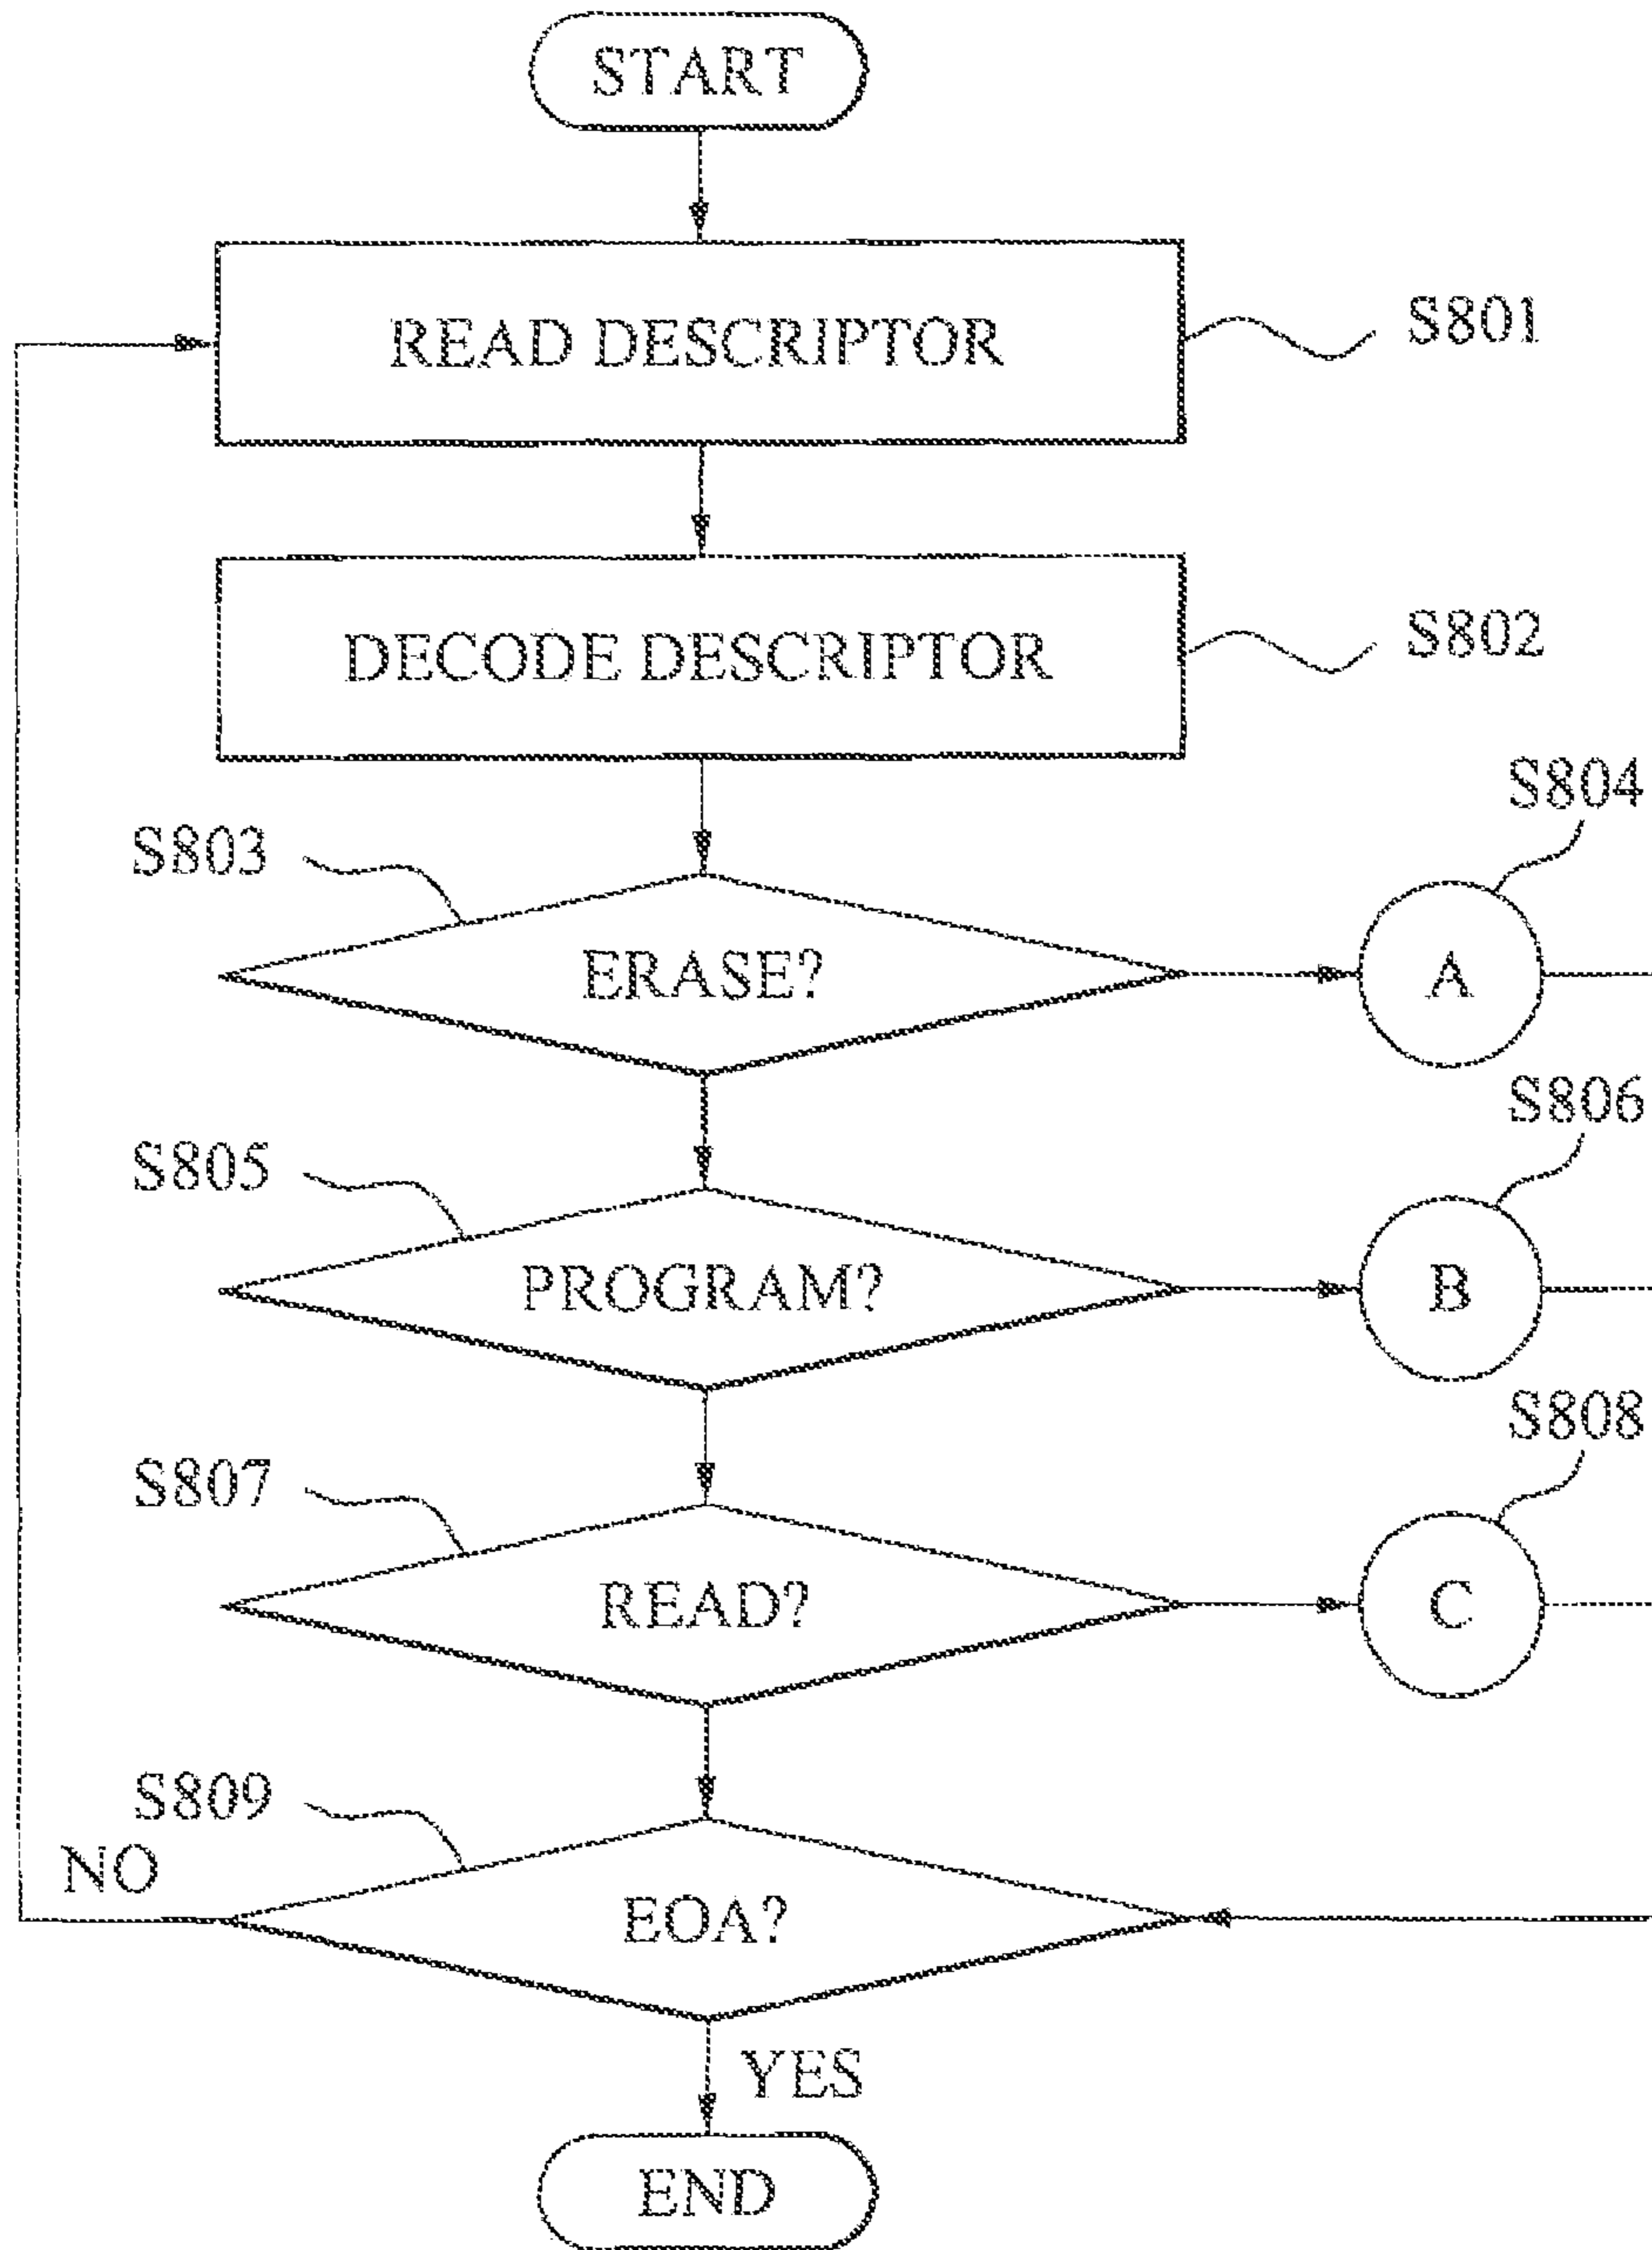 START
READ DESCRIPTOR
S801
DECODE DESCRIPTOR
S802
S803
ERASE?
S804
A
S805
PROGRAM?
S806
B
S807
READ?
S808
C
S809
NO
EOA?
YES
END